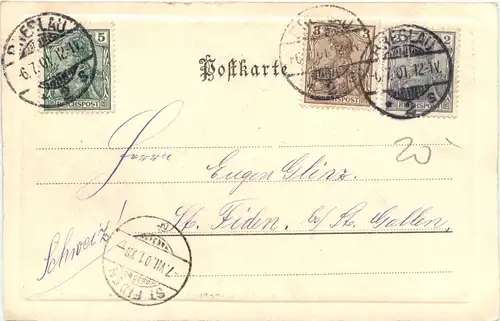 BRESLAU
6.7.01.12-1V.
5
REICHSPOST
Postkarte
3
REICHSPOST
BRESLAU
6.7.01.12-1V.
2
REICHSPOST
20
Herrn
Eugen Glinz.
St. Fiden. b/ St. Gallen.
Schweiz!
7.VII.01.
ST FIDEN